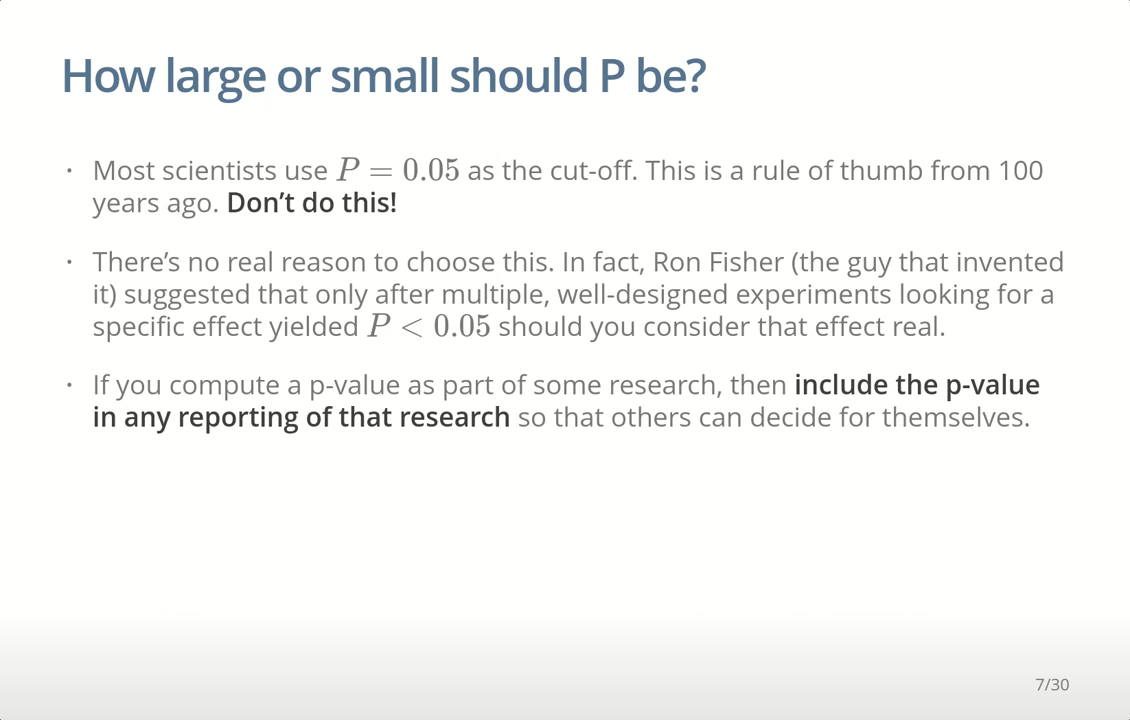 How large or small should P be?
· Most scientists use P = 0.05 as the cut-off. This is a rule of thumb from 100
years ago. Don’t do this!
· There’s no real reason to choose this. In fact, Ron Fisher (the guy that invented
it) suggested that only after multiple, well-designed experiments looking for a
specific effect yielded P < 0.05 should you consider that effect real.
· If you compute a p-value as part of some research, then include the p-value
in any reporting of that research so that others can decide for themselves.
7/30